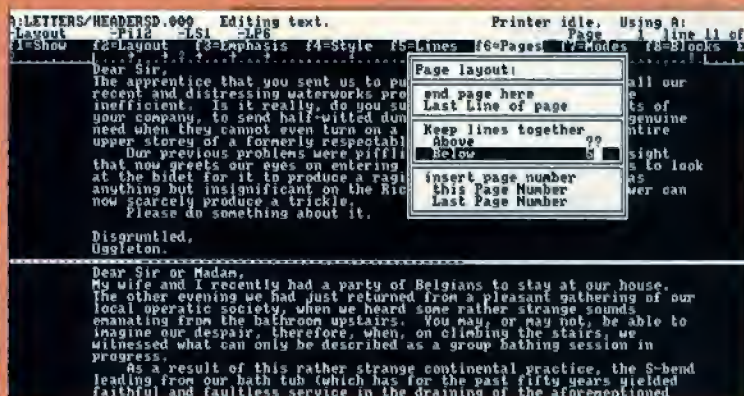 A:LETTERS/HEADERSD.000 Editing text. Printer idle. Using A:
Layout -Pi12 -LS1 -LP6 Page 1 line 11 of
f1=Show f2=Layout f3=Emphasis f4=Style f5=Lines f6=Pages f7=Modes f8=Blocks
Dear Sir,
The apprentice that you sent us to pu all our
recent and distressing waterworks pro e
inefficient. Is it really, do you su ts of
your company, to send half-witted dun genuine
need when they cannot even turn on a ntire
upper storey of a formerly respectabl
Our previous problems were piffli sight
that now greets our eyes on entering s to look
at the bidet for it to produce a ragi as
anything but insignificant on the Ric wer can
now scarcely produce a trickle.
Please do something about it.
Disgruntled,
Uggleton.
Page layout:
end page here
Last Line of page
Keep lines together
Above ??
Below
insert page number
this Page Number
Last Page Number
Dear Sir or Madam,
My wife and I recently had a party of Belgians to stay at our house.
The other evening we had just returned from a pleasant gathering of our
local operatic society, when we heard some rather strange sounds
emanating from the bathroom upstairs. You may, or may not, be able to
imagine our despair, therefore, when, on climbing the stairs, we
witnessed what can only be described as a group bathing session in
progress.
As a result of this rather strange continental practice, the S-bend
leading from our bath tub (which has for the past fifty years yielded
faithful and faultless service in the draining of the aforementioned